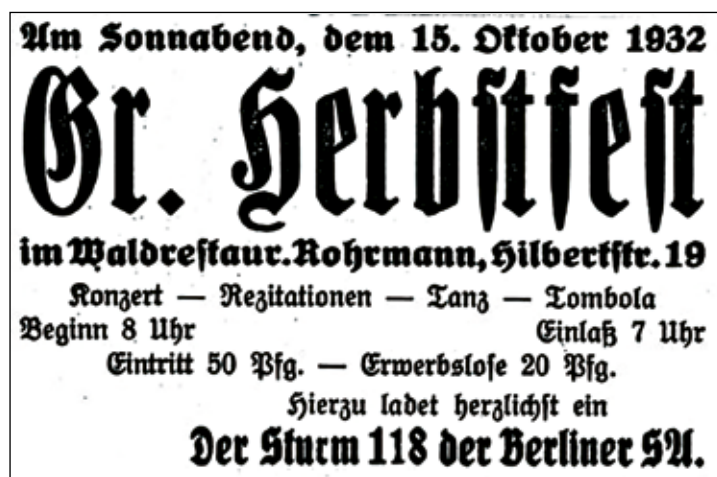 Am Sonnabend, dem 15. Oktober 1932
Gr. Herbstfest
im Waldrestaur. Rohrmann, Hilbertstr. 19
Konzert — Rezitationen — Tanz — Tombola
Beginn 8 Uhr Einlaß 7 Uhr
Eintritt 50 Pfg. — Erwerbslose 20 Pfg.
Hierzu ladet herzlichst ein
Der Sturm 118 der Berliner SA.